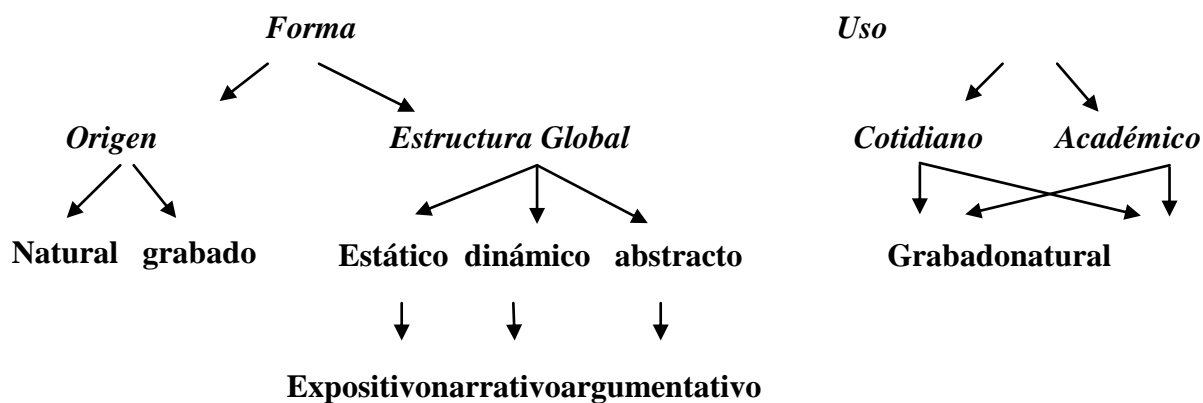 Forma Uso
Origen Estructura Global Cotidiano Académico
Natural grabado Estático dinámico abstracto Grabadonatural
Expositivonarrativoargumentativo